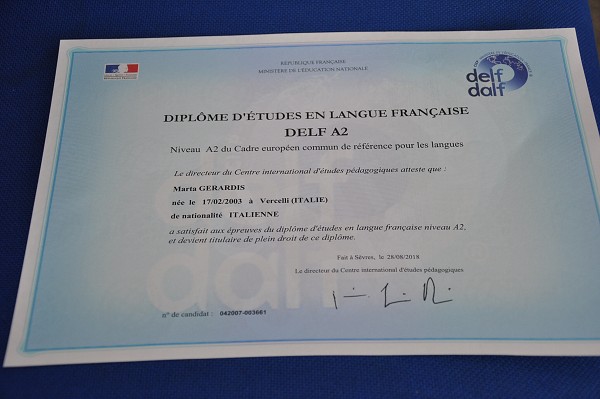 RÉPUBLIQUE FRANÇAISE
MINISTÈRE DE L'ÉDUCATION NATIONALE
delf
dalf
DIPLÔME D'ÉTUDES EN LANGUE FRANÇAISE
DELF A2
Niveau A2 du Cadre européen commun de référence pour les langues
Le directeur du Centre international d'études pédagogiques atteste que :
Marta GERARDIS
née le 17/02/2003 à Vercelli (ITALIE)
de nationalité ITALIENNE
a satisfait aux épreuves du diplôme d'études en langue française niveau A2,
et devient titulaire de plein droit de ce diplôme.
Fait à Sèvres, le 28/08/2018
Le directeur du Centre international d'études pédagogiques
n° de candidat : 042007-003661